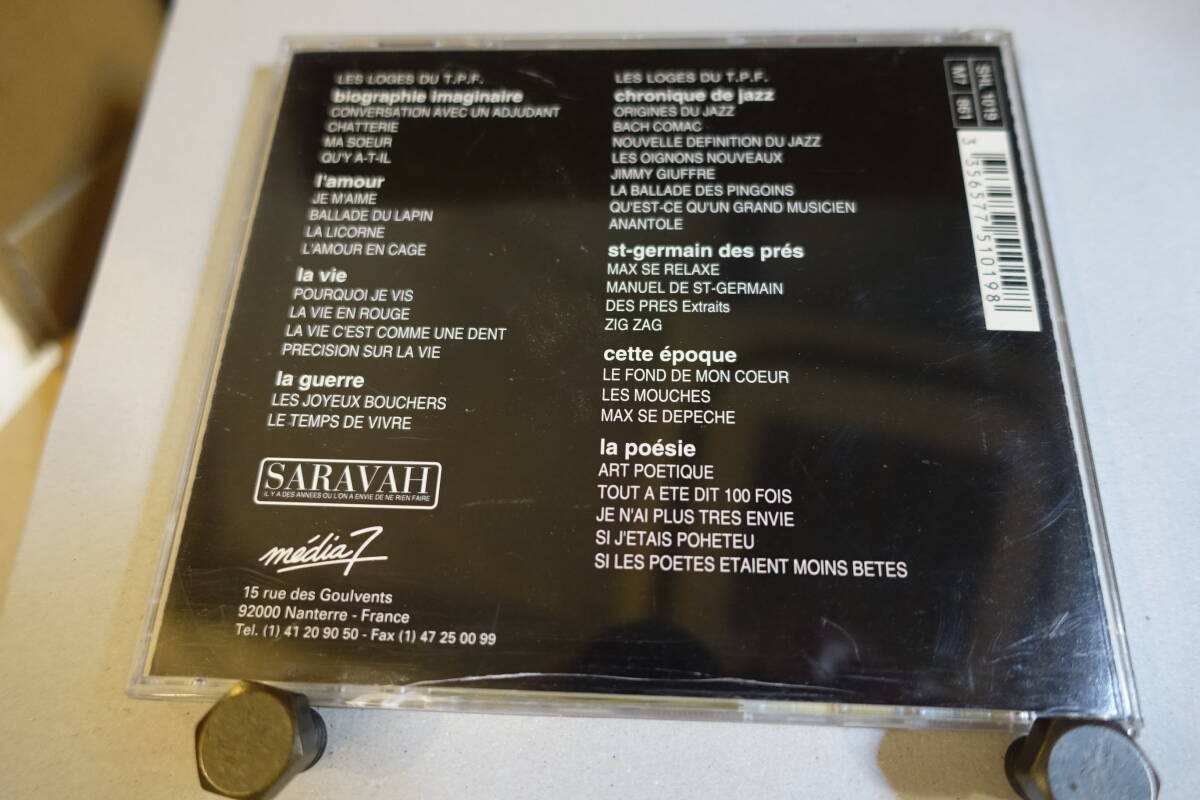 LES LOGES DU T.P.F.
biographie imaginaire
CONVERSATION AVEC UN ADJUDANT
CHATTERIE
MA SOEUR
QU'Y A-T-IL
l'amour
JE M'AIME
BALLADE DU LAPIN
LA LICORNE
L'AMOUR EN CAGE
la vie
POURQUOI JE VIS
LA VIE EN ROUGE
LA VIE C'EST COMME UNE DENT
PRECISION SUR LA VIE
la guerre
LES JOYEUX BOUCHERS
LE TEMPS DE VIVRE
SARAVAH
IL Y A DES ANNEES OU L'ON A ENVIE DE NE RIEN FAIRE
média 7
15 rue des Goulvents
92000 Nanterre - France
Tel. (1) 41 20 90 50 - Fax (1) 47 25 00 99
LES LOGES DU T.P.F.
chronique de jazz
ORIGINES DU JAZZ
BACH COMAC
NOUVELLE DEFINITION DU JAZZ
LES OIGNONS NOUVEAUX
JIMMY GIUFFRE
LA BALLADE DES PINGOINS
QU'EST-CE QU'UN GRAND MUSICIEN
ANANTOLE
st-germain des prés
MAX SE RELAXE
MANUEL DE ST-GERMAIN
DES PRES Extraits
ZIG ZAG
cette époque
LE FOND DE MON COEUR
LES MOUCHES
MAX SE DEPECHE
la poésie
ART POETIQUE
TOUT A ETE DIT 100 FOIS
JE N'AI PLUS TRES ENVIE
SI J'ETAIS POHETEU
SI LES POETES ETAIENT MOINS BETES
SHL 1019
M7 861
3 356577 510198